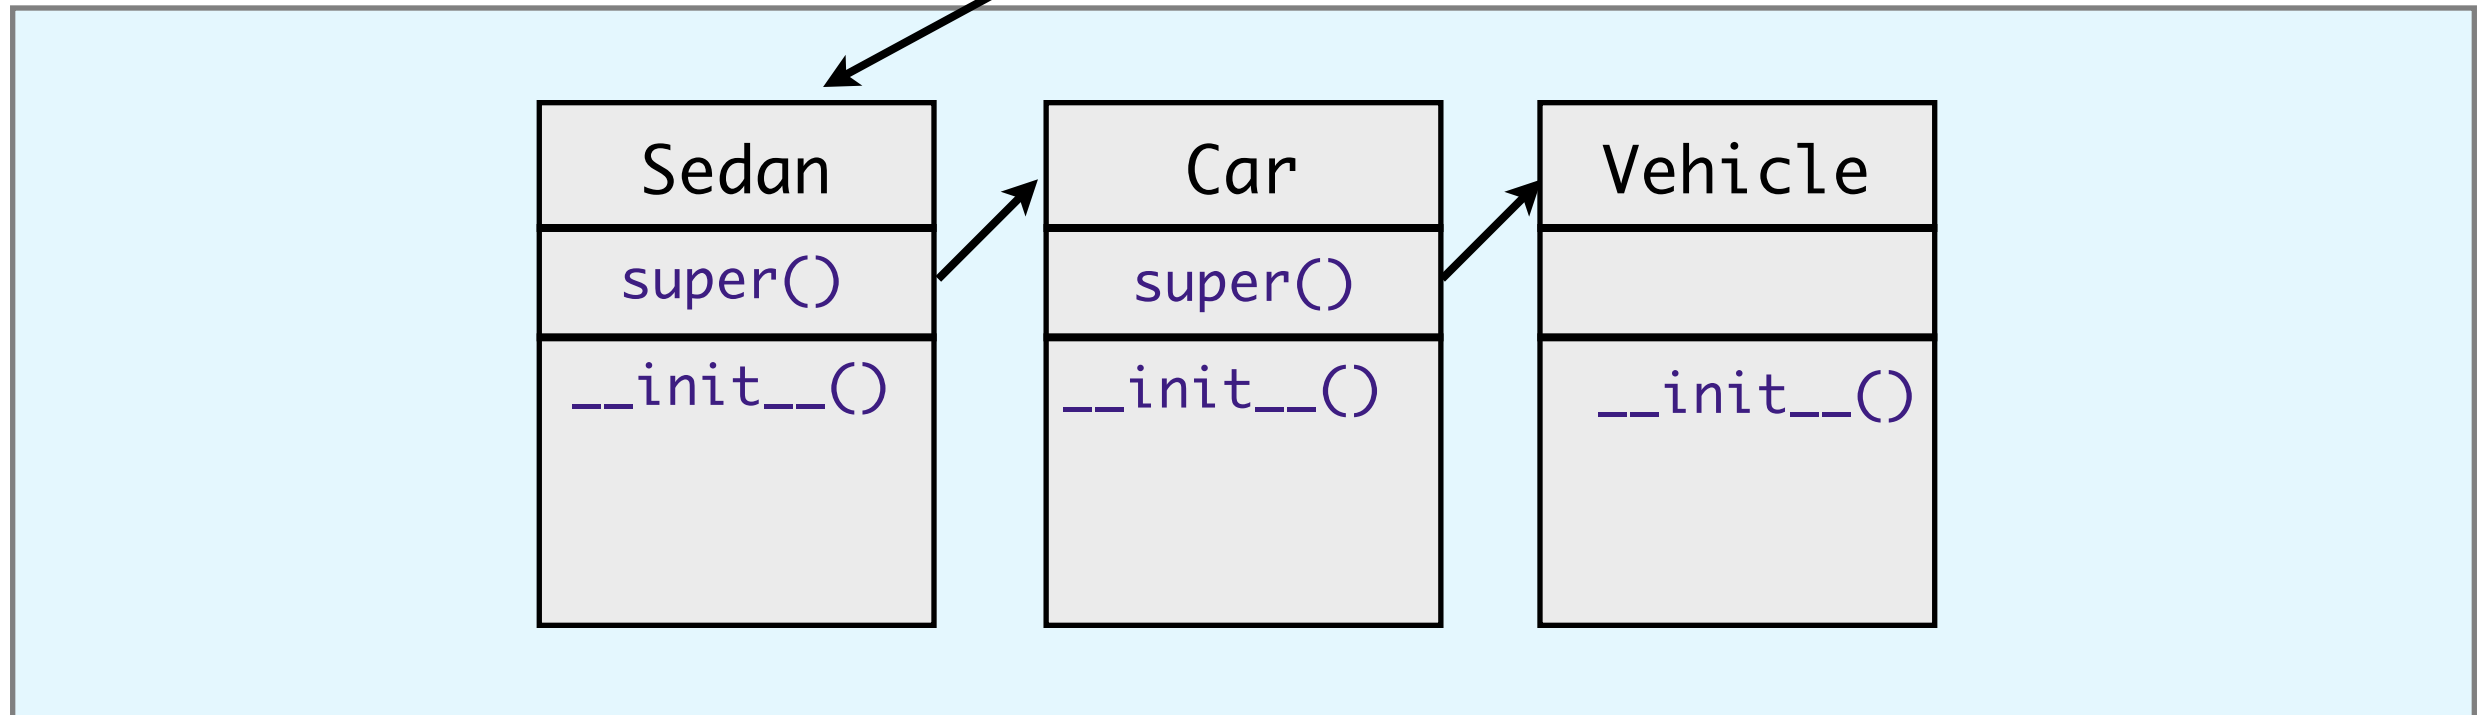 Sedan
super()
__init__()
Car
super()
__init__()
Vehicle
__init__()